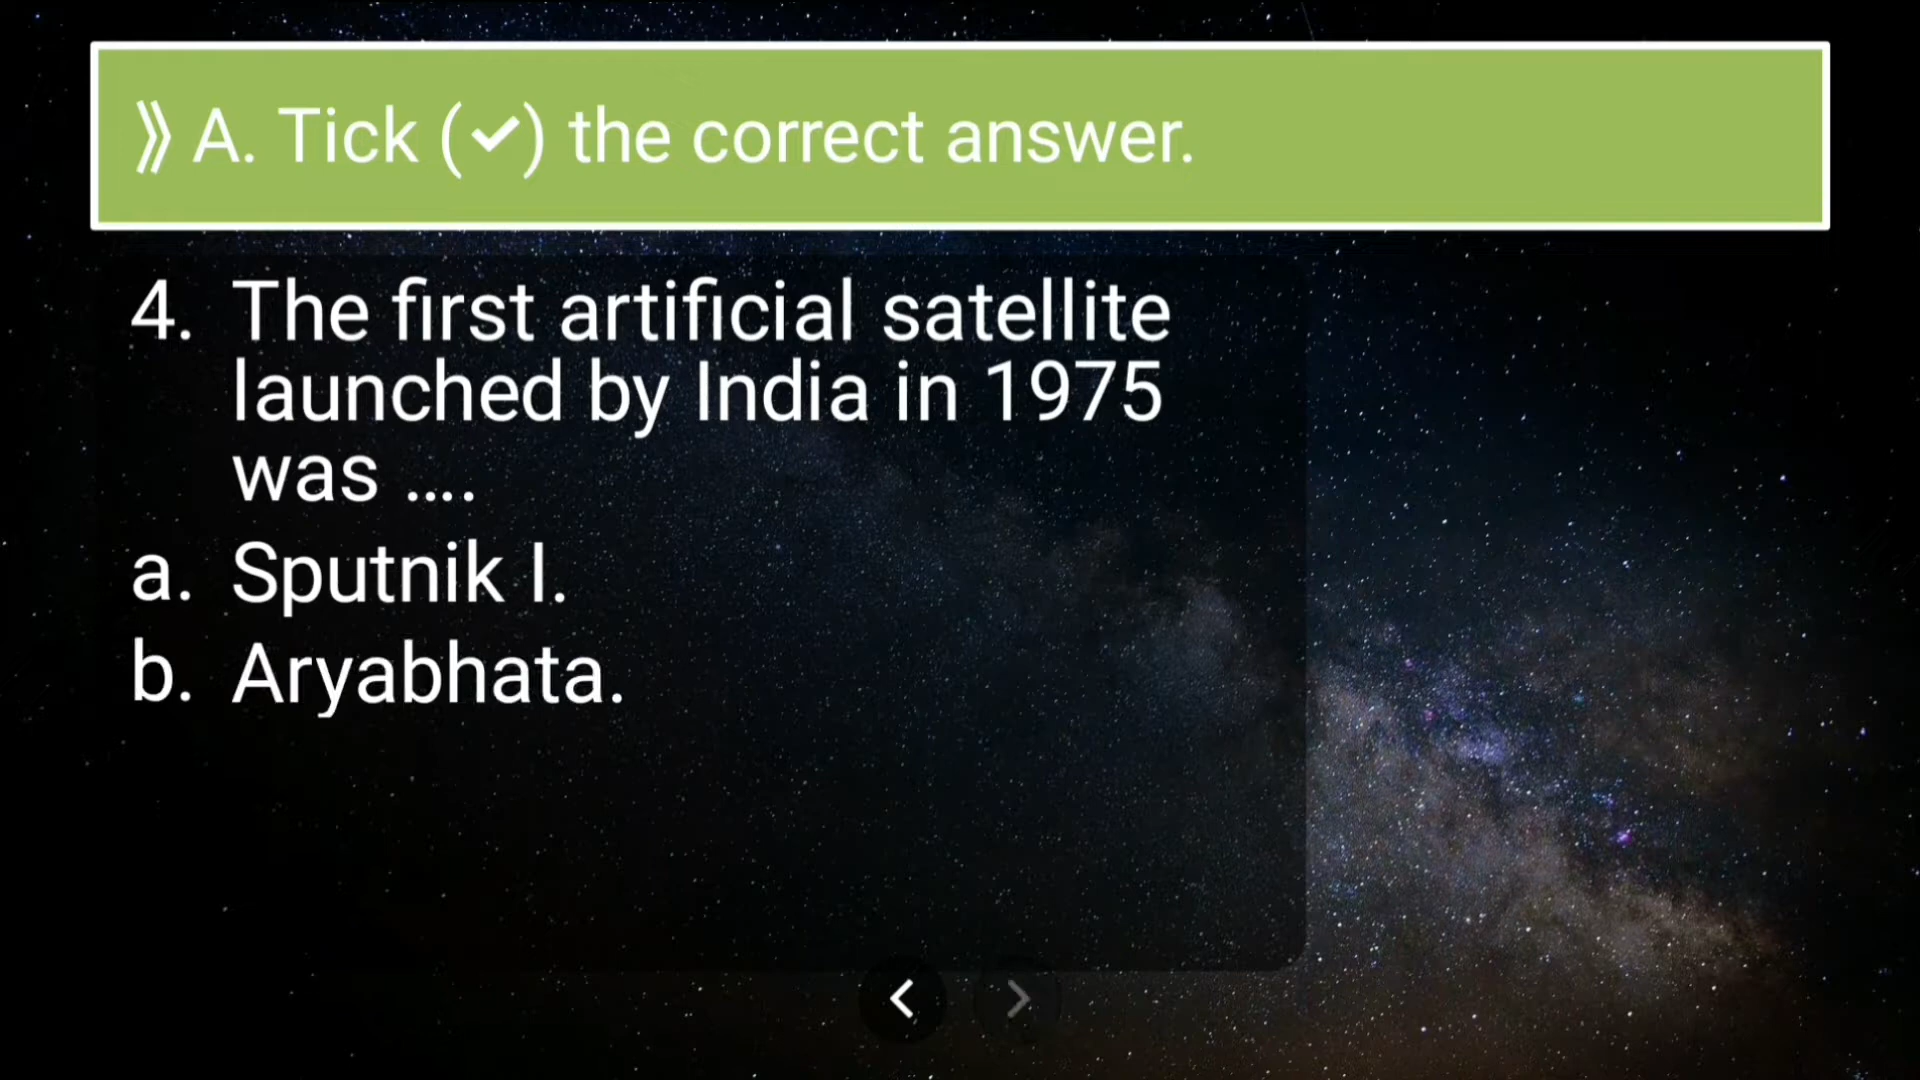 》 A. Tick (✔) the correct answer.
4. The first artificial satellite
launched by India in 1975
was ....
a. Sputnik I.
b. Aryabhata.